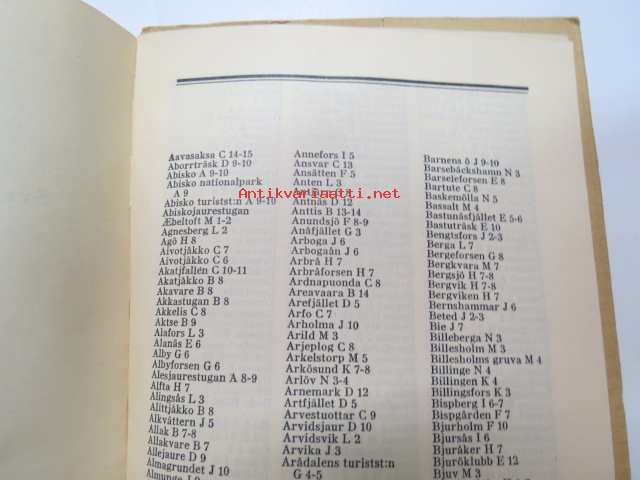 Aavasaksa C 14-15
Aborrträsk D 9-10
Abisko A 9-10
Abisko nationalpark
A 9
Abisko turistst:n A 9-10
Abiskojaurestugan
Æbeltoft M 1-2
Agnesberg L 2
Agö H 8
Aivotjåkko C 7
Aivotjåkko C 6
Akatjfallén C 10-11
Akatjåkko B 8
Akavare B 8
Akkastugan B 8
Akkelis C 8
Aktse B 9
Alafors L 3
Alanäs E 6
Alby G 6
Albyforsen G 6
Alesjaurestugan A 8-9
Alfta H 7
Alingsås L 3
Alittjåkko B 8
Alkvättern J 5
Allak B 7-8
Allakvare B 7
Allejaure D 9
Almagrundet J 10
Almunge J 9
Annefors I 5
Ansvar C 13
Ansätten F 5
Anten L 3
Antnäs D 12
Anttis B 13-14
Anundsjö F 8-9
Anåfjället G 3
Arboga J 6
Arbogaån J 6
Arbrå H 7
Arbråforsen H 7
Ardnapuonda C 8
Areavaara B 14
Arefjället D 5
Arfo C 7
Arholma J 10
Arild M 3
Arjeplog C 8
Arkelstorp M 5
Arkösund K 7-8
Arlöv N 3-4
Arnemark D 12
Artfjället D 5
Arvestuottar C 9
Arvidsjaur D 10
Arvidsvik L 2
Arvika J 3
Arådalens turistst:n
G 4-5
Barnens ö J 9-10
Barsebäckshamn N 3
Barseleforsen E 8
Bartute C 8
Baskemölla N 5
Bassalt M 4
Bastunäsfjället E 5-6
Bastuträsk E 10
Bengtsfors J 2-3
Berga L 7
Bergeforsen G 8
Bergkvara M 7
Bergsjö H 7-8
Bergvik H 7-8
Bergviken H 7
Bernshammar J 6
Beted J 2-3
Bie J 7
Billeberga N 3
Billesholm M 3
Billesholms gruva M 4
Billinge N 4
Billingen K 4
Billingsfors K 3
Bispberg I 6-7
Bispgården F 7
Bjurholm F 10
Bjursås I 6
Bjuråker H 7
Bjuröklubb E 12
Bjuv M 3
Antikvariaatti.net